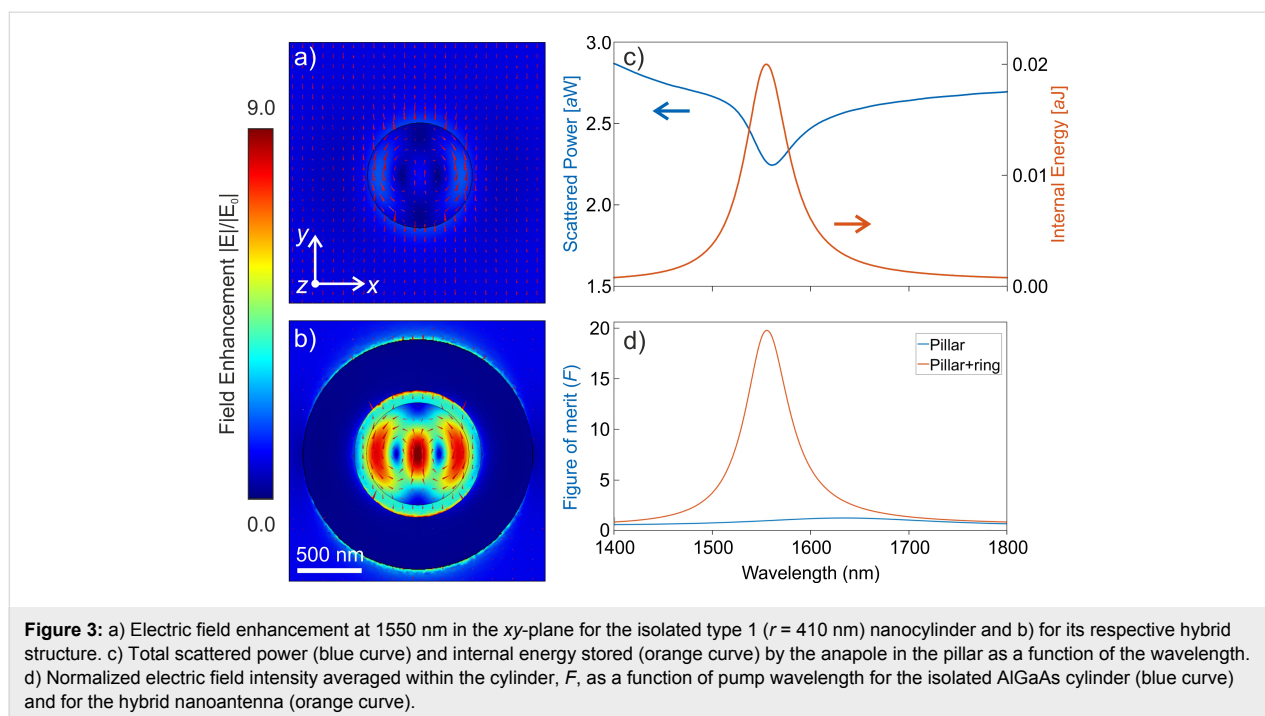 a)
9.0
Field Enhancement |E|/|E₀|
0.0
y
z
x
b)
500 nm
c)
3.0
2.5
2.0
1.5
Scattered Power [aW]
0.02
0.01
0.00
Internal Energy [aJ]
d)
Pillar
Pillar+ring
20
15
10
5
0
Figure of merit (F)
1400 1500 1600 1700 1800
Wavelength (nm)
Figure 3: a) Electric field enhancement at 1550 nm in the xy-plane for the isolated type 1 (r = 410 nm) nanocylinder and b) for its respective hybrid
structure. c) Total scattered power (blue curve) and internal energy stored (orange curve) by the anapole in the pillar as a function of the wavelength.
d) Normalized electric field intensity averaged within the cylinder, F, as a function of pump wavelength for the isolated AlGaAs cylinder (blue curve)
and for the hybrid nanoantenna (orange curve).